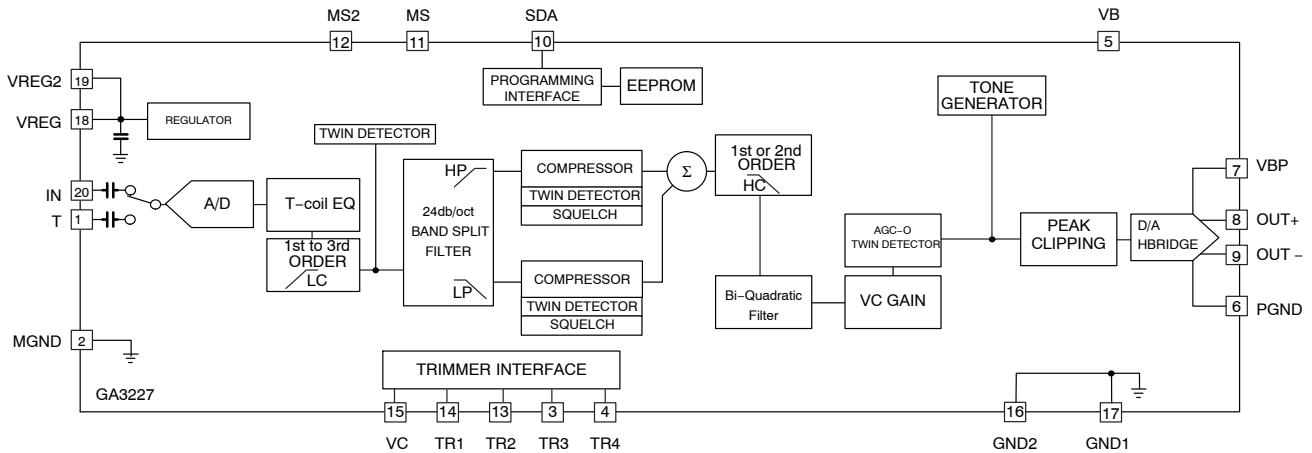 MS2
MS
SDA
VB
12
11
10
5
VREG2
19
VREG
18
REGULATOR
PROGRAMMING
INTERFACE
EEPROM
TONE
GENERATOR
TWIN DETECTOR
IN
20
T
1
A/D
T-coil EQ
1st to 3rd
ORDER
LC
HP
24db/oct
BAND SPLIT
FILTER
LP
COMPRESSOR
TWIN DETECTOR
SQUELCH
COMPRESSOR
TWIN DETECTOR
SQUELCH
Σ
1st or 2nd
ORDER
HC
Bi-Quadratic
Filter
AGC-O
TWIN DETECTOR
VC GAIN
PEAK
CLIPPING
D/A
HBRIDGE
7
VBP
8
OUT+
9
OUT -
6
PGND
MGND
2
GA3227
TRIMMER INTERFACE
15
14
13
3
4
16
17
VC
TR1
TR2
TR3
TR4
GND2
GND1